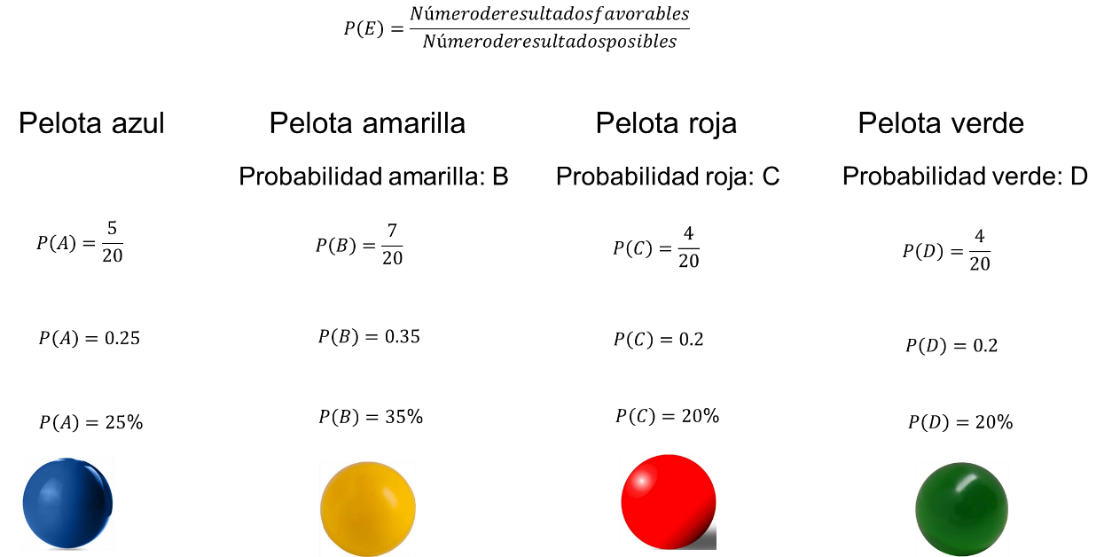 P(E) = Númeroderesultadosfavorables / Númeroderesultadosposibles
Pelota azul
Pelota amarilla
Pelota roja
Pelota verde
Probabilidad amarilla: B
Probabilidad roja: C
Probabilidad verde: D
P(A) = 5/20
P(B) = 7/20
P(C) = 4/20
P(D) = 4/20
P(A) = 0.25
P(B) = 0.35
P(C) = 0.2
P(D) = 0.2
P(A) = 25%
P(B) = 35%
P(C) = 20%
P(D) = 20%